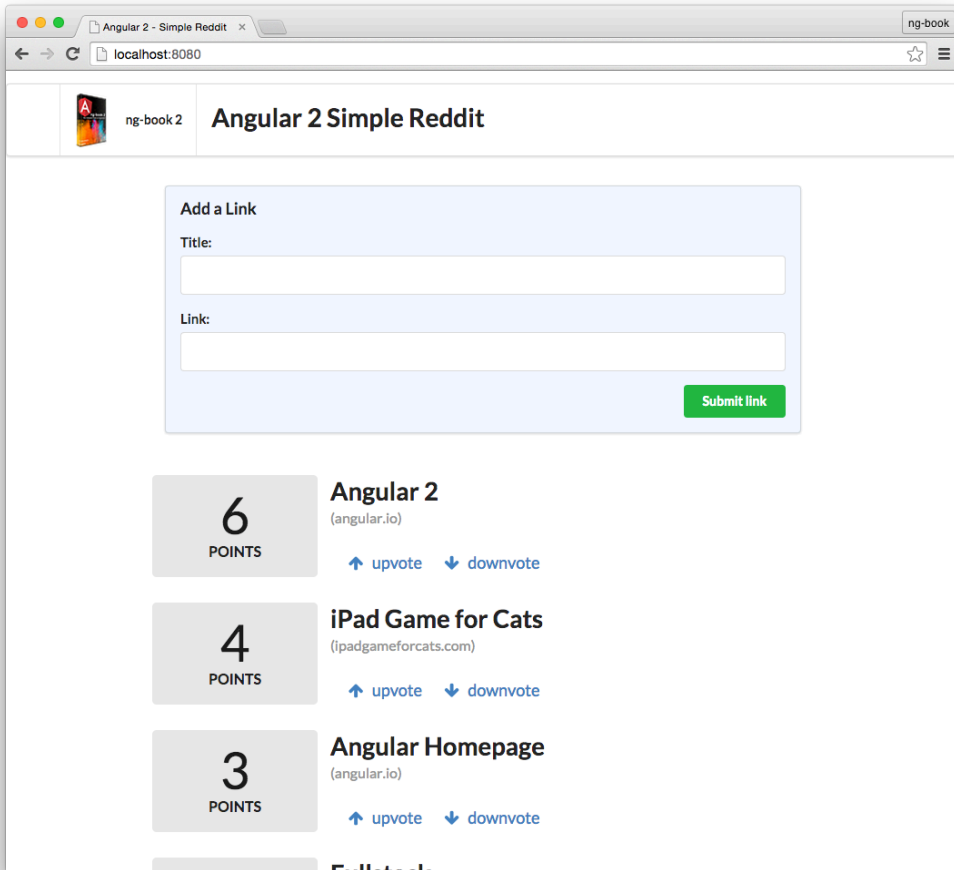 Angular 2 - Simple Reddit
ng-book
localhost:8080
ng-book 2
Angular 2 Simple Reddit
Add a Link
Title:
Link:
Submit link
6
POINTS
Angular 2
(angular.io)
upvote downvote
4
POINTS
iPad Game for Cats
(ipadgameforcats.com)
upvote downvote
3
POINTS
Angular Homepage
(angular.io)
upvote downvote